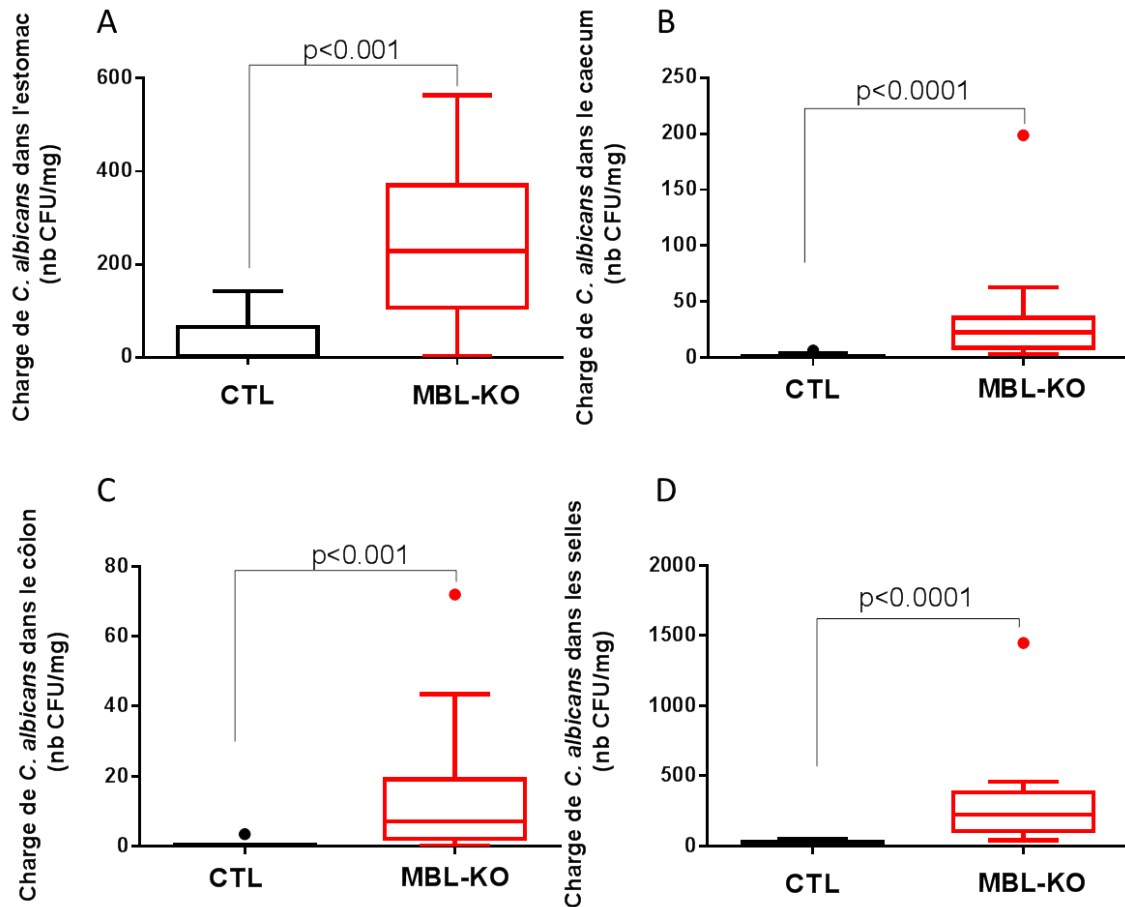 A
Charge de C. albicans dans l'estomac
(nb CFU/mg)
p<0.001
600
400
200
0
CTL
MBL-KO
B
Charge de C. albicans dans le caecum
(nb CFU/mg)
p<0.0001
250
200
150
100
50
0
CTL
MBL-KO
C
Charge de C. albicans dans le côlon
(nb CFU/mg)
p<0.001
80
60
40
20
0
CTL
MBL-KO
D
Charge de C. albicans dans les selles
(nb CFU/mg)
p<0.0001
2000
1500
1000
500
0
CTL
MBL-KO